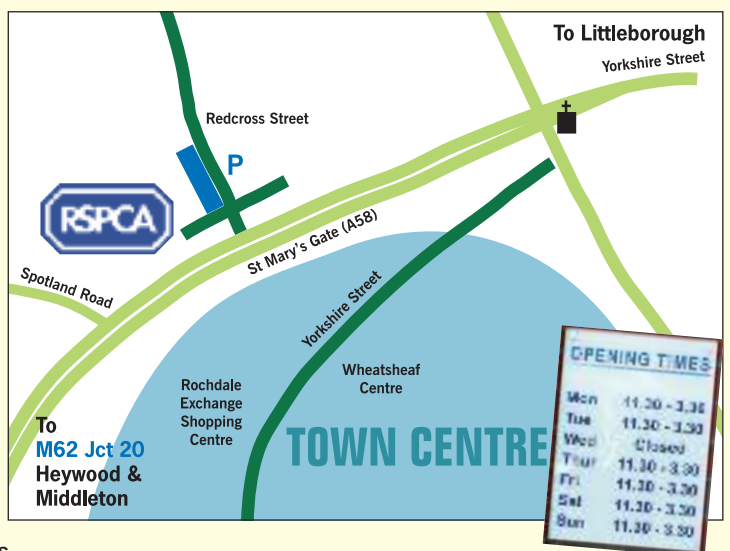 To Littleborough
Yorkshire Street
Redcross Street
P
RSPCA
St Mary's Gate (A58)
Spotland Road
Yorkshire Street
Wheatsheaf
Centre
Rochdale
Exchange
Shopping
Centre
TOWN CENTRE
To
M62 Jct 20
Heywood &
Middleton
OPENING TIMES
Mon 11.30 - 3.30
Tue 11.30 - 3.30
Wed Closed
Thur 11.30 - 3.30
Fri 11.30 - 3.30
Sat 11.30 - 3.30
Sun 11.30 - 3.30